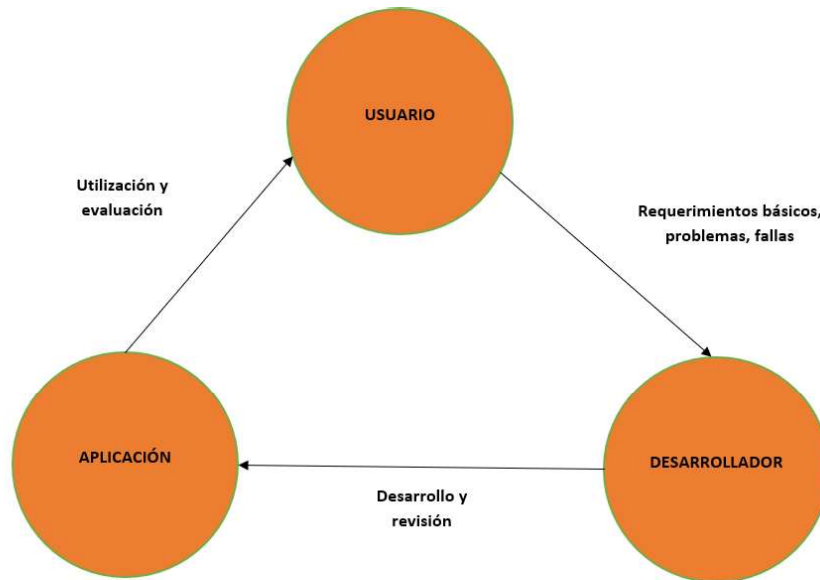 USUARIO
Utilización y
evaluación
Requerimientos básicos,
problemas, fallas
APLICACIÓN
DESARROLLADOR
Desarrollo y
revisión